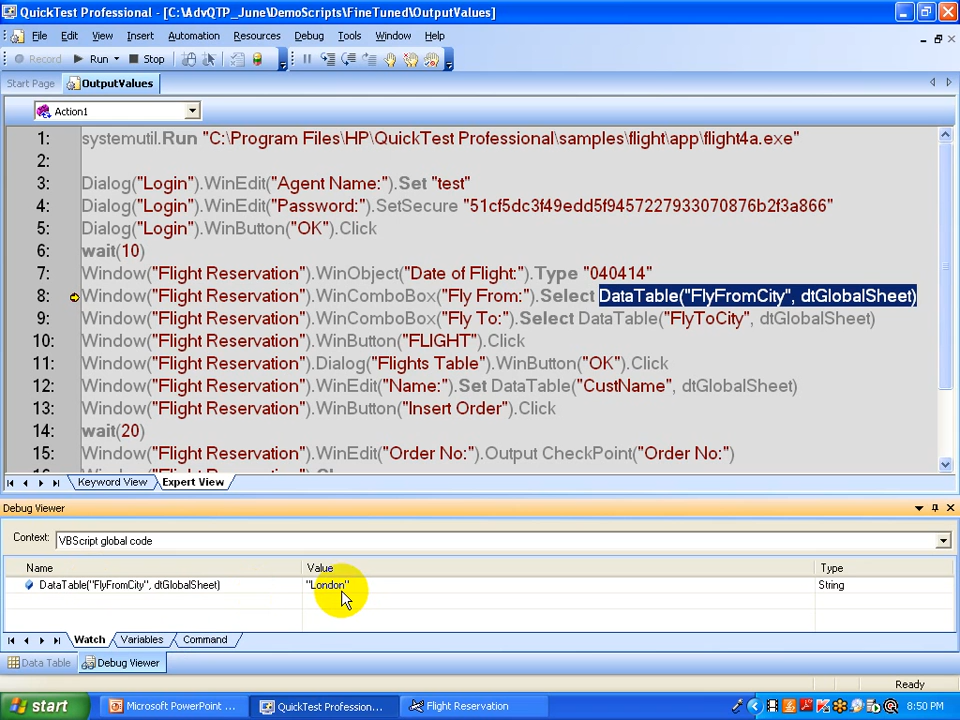 QuickTest Professional - [C:\AdvQTP_June\DemoScripts\FineTuned\OutputValues]
File Edit View Insert Automation Resources Debug Tools Window Help
Record Run Stop
Start Page OutputValues
Action1
1: systemutil.Run "C:\Program Files\HP\QuickTest Professional\samples\flight\app\flight4a.exe"
2:
3: Dialog("Login").WinEdit("Agent Name:").Set "test"
4: Dialog("Login").WinEdit("Password:").SetSecure "51cf5dc3f49edd5f9457227933070876b2f3a866"
5: Dialog("Login").WinButton("OK").Click
6: wait(10)
7: Window("Flight Reservation").WinObject("Date of Flight:").Type "040414"
8: Window("Flight Reservation").WinComboBox("Fly From:").Select DataTable("FlyFromCity", dtGlobalSheet)
9: Window("Flight Reservation").WinComboBox("Fly To:").Select DataTable("FlyToCity", dtGlobalSheet)
10: Window("Flight Reservation").WinButton("FLIGHT").Click
11: Window("Flight Reservation").Dialog("Flights Table").WinButton("OK").Click
12: Window("Flight Reservation").WinEdit("Name:").Set DataTable("CustName", dtGlobalSheet)
13: Window("Flight Reservation").WinButton("Insert Order").Click
14: wait(20)
15: Window("Flight Reservation").WinEdit("Order No:").Output CheckPoint("Order No:")
Keyword View Expert View
Debug Viewer
Context: VBScript global code
Name Value Type
DataTable("FlyFromCity", dtGlobalSheet) "London" String
Watch Variables Command
Data Table Debug Viewer
Ready
start Microsoft PowerPoint ... QuickTest Profession... Flight Reservation 8:50 PM